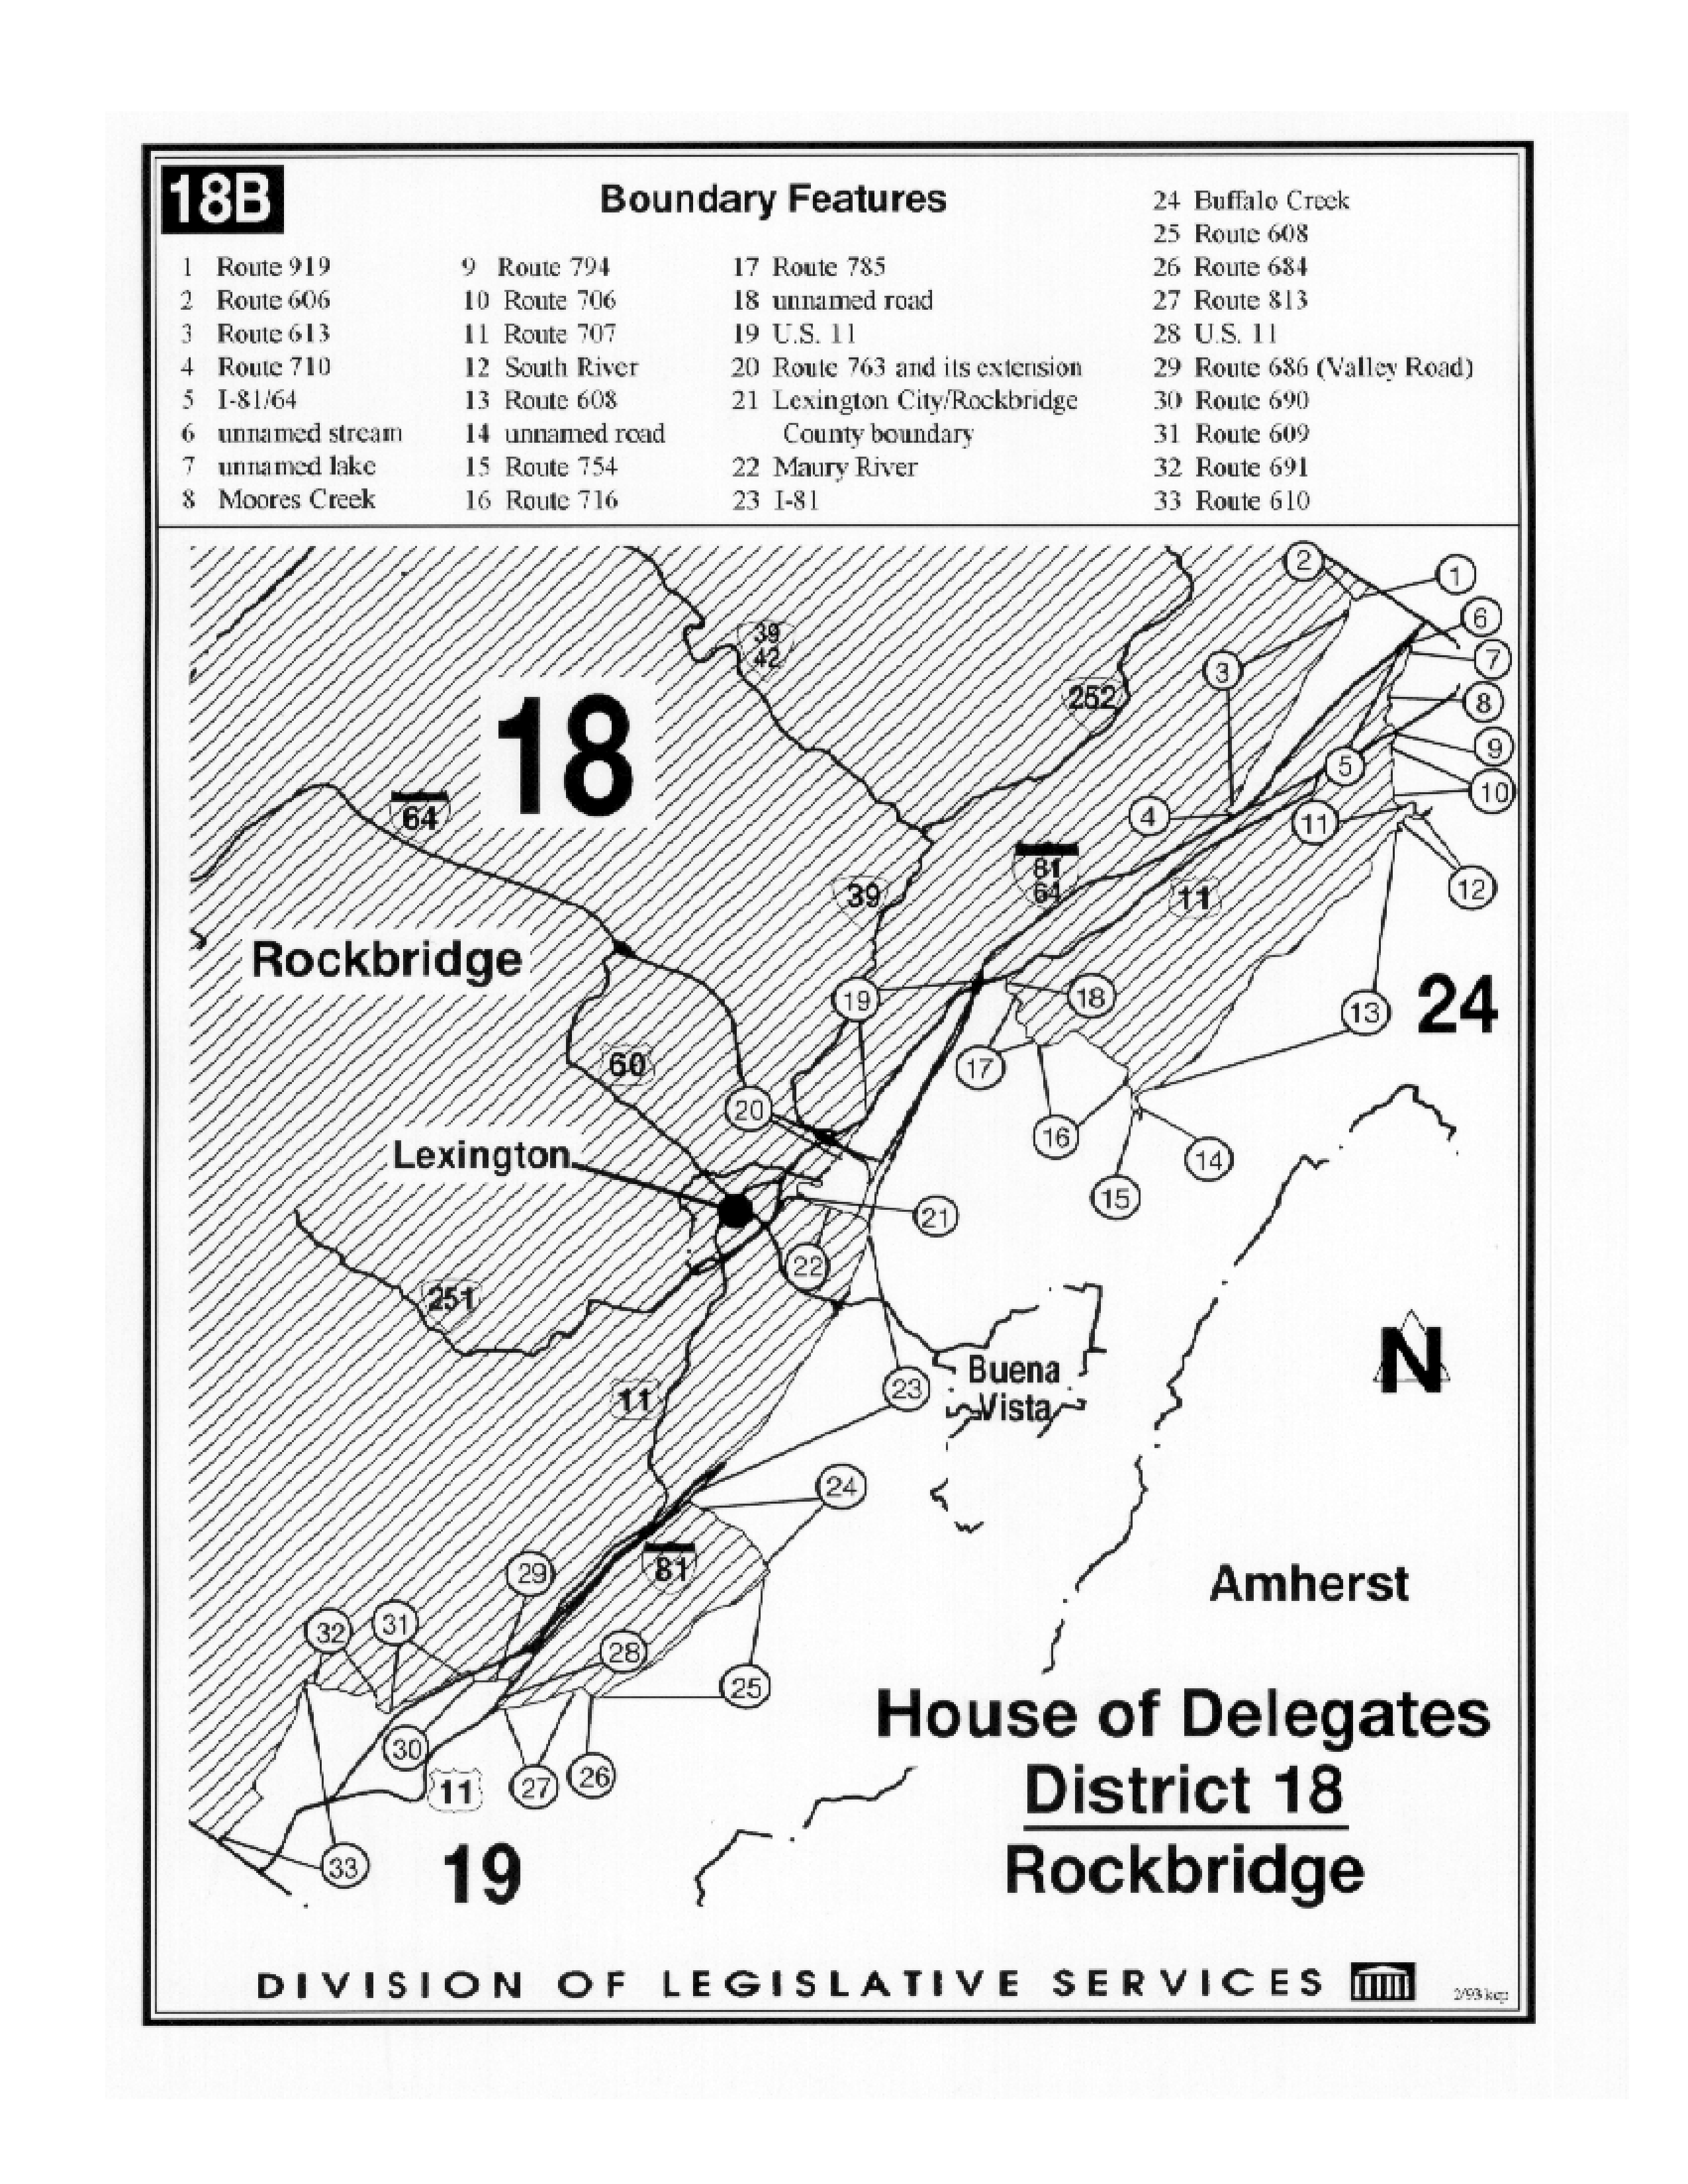 18B
Boundary Features
1 Route 919
2 Route 606
3 Route 613
4 Route 710
5 I-81/64
6 unnamed stream
7 unnamed lake
8 Moores Creek
9 Route 794
10 Route 706
11 Route 707
12 South River
13 Route 608
14 unnamed road
15 Route 754
16 Route 716
17 Route 785
18 unnamed road
19 U.S. 11
20 Route 763 and its extension
21 Lexington City/Rockbridge
County boundary
22 Maury River
23 I-81
24 Buffalo Creek
25 Route 608
26 Route 684
27 Route 813
28 U.S. 11
29 Route 686 (Valley Road)
30 Route 690
31 Route 609
32 Route 691
33 Route 610
2
1
6
39
42
7
3
252
8
18
9
5
10
64
4
11
81
64
12
39
11
Rockbridge
24
19
18
13
60
17
20
16
Lexington
14
15
21
22
251
N
Buena
Vista
23
11
24
81
29
Amherst
32
31
28
25
House of Delegates
30
26
27
11
District 18
33
19
Rockbridge
DIVISION OF LEGISLATIVE SERVICES
2/93 kcp